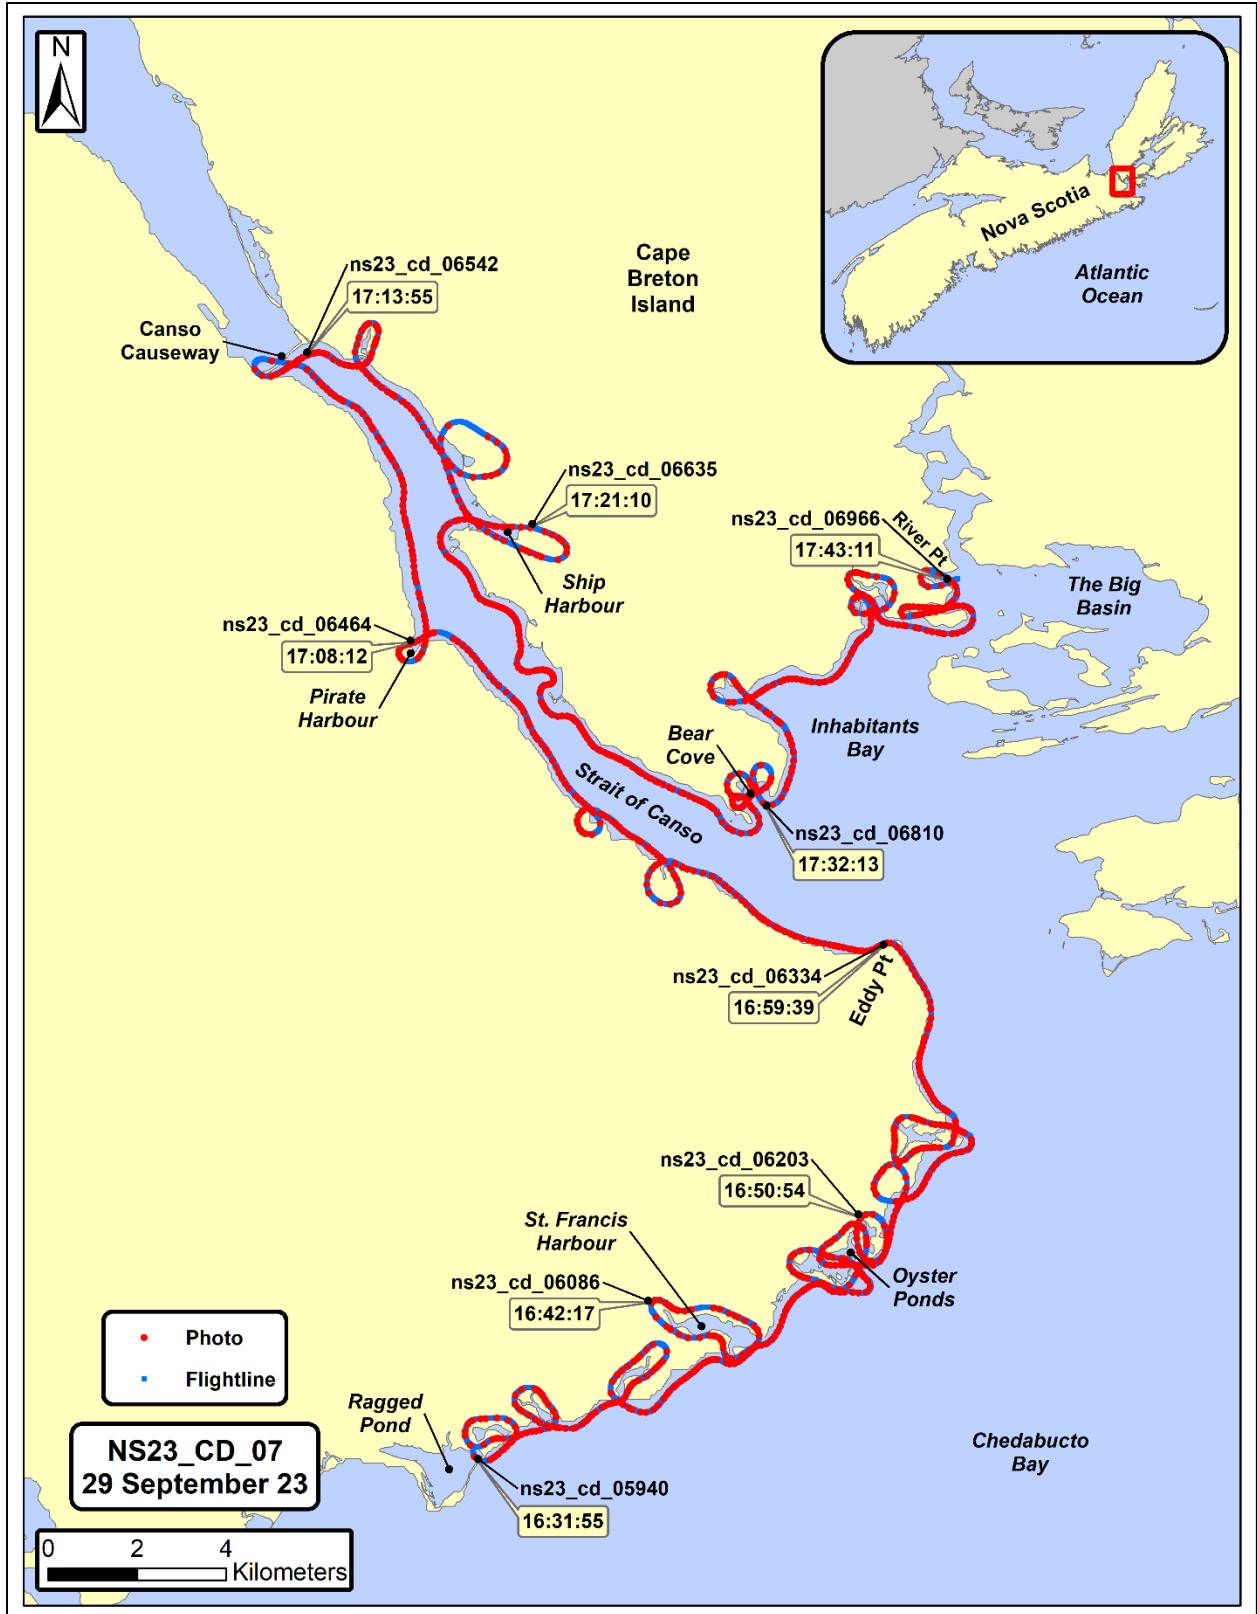 N
Nova Scotia
Atlantic
Ocean
Cape
Breton
Island
ns23_cd_06542
17:13:55
Canso
Causeway
ns23_cd_06635
17:21:10
Ship
Harbour
ns23_cd_06966
17:43:11
River Pt
The Big
Basin
ns23_cd_06464
17:08:12
Pirate
Harbour
Inhabitants
Bay
Bear
Cove
Strait of Canso
ns23_cd_06810
17:32:13
ns23_cd_06334
16:59:39
Eddy Pt
ns23_cd_06203
16:50:54
St. Francis
Harbour
Oyster
Ponds
ns23_cd_06086
16:42:17
Photo
Flightline
Ragged
Pond
NS23_CD_07
29 September 23
Chedabucto
Bay
ns23_cd_05940
16:31:55
0 2 4
Kilometers